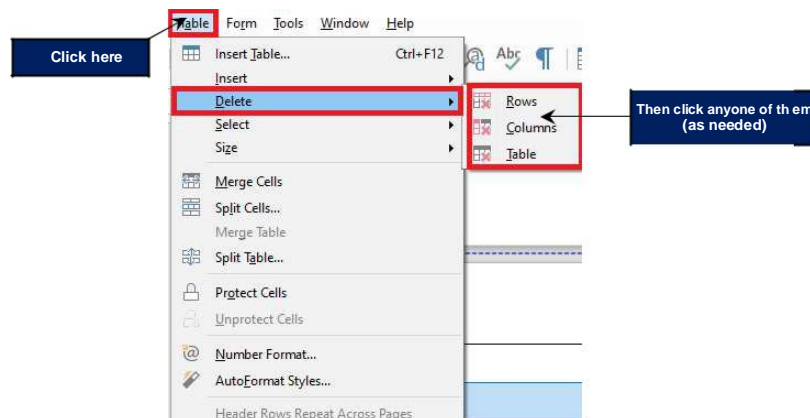 Table Form Tools Window Help
Click here
Insert Table... Ctrl+F12
Insert
Delete
Select
Size
Merge Cells
Split Cells...
Merge Table
Split Table...
Protect Cells
Unprotect Cells
Number Format...
AutoFormat Styles...
Header Rows Repeat Across Pages
Abc
Rows
Columns
Table
Then click anyone of th em
(as needed)